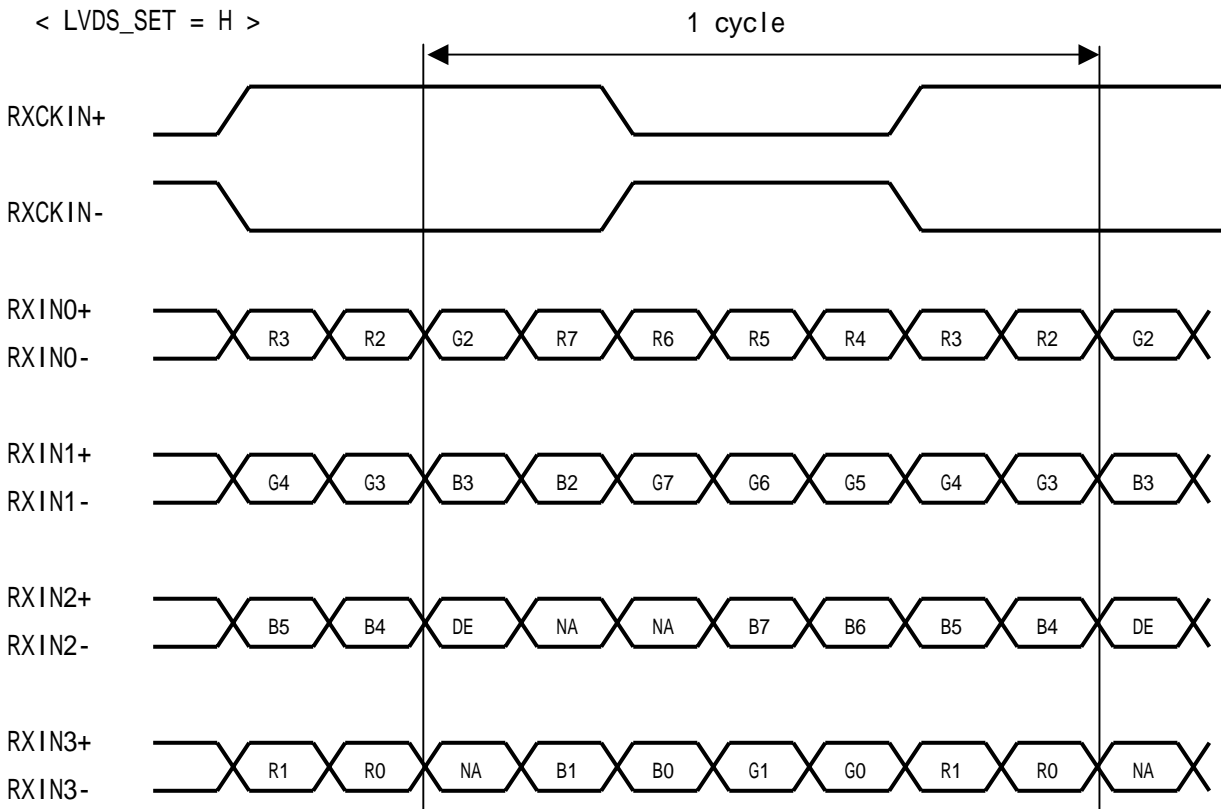 < LVDS_SET = H >
1 cycle
RXCKIN+
RXCKIN-
RXIN0+
RXIN0-
R3 R2 G2 R7 R6 R5 R4 R3 R2 G2
RXIN1+
RXIN1-
G4 G3 B3 B2 G7 G6 G5 G4 G3 B3
RXIN2+
RXIN2-
B5 B4 DE NA NA B7 B6 B5 B4 DE
RXIN3+
RXIN3-
R1 R0 NA B1 B0 G1 G0 R1 R0 NA